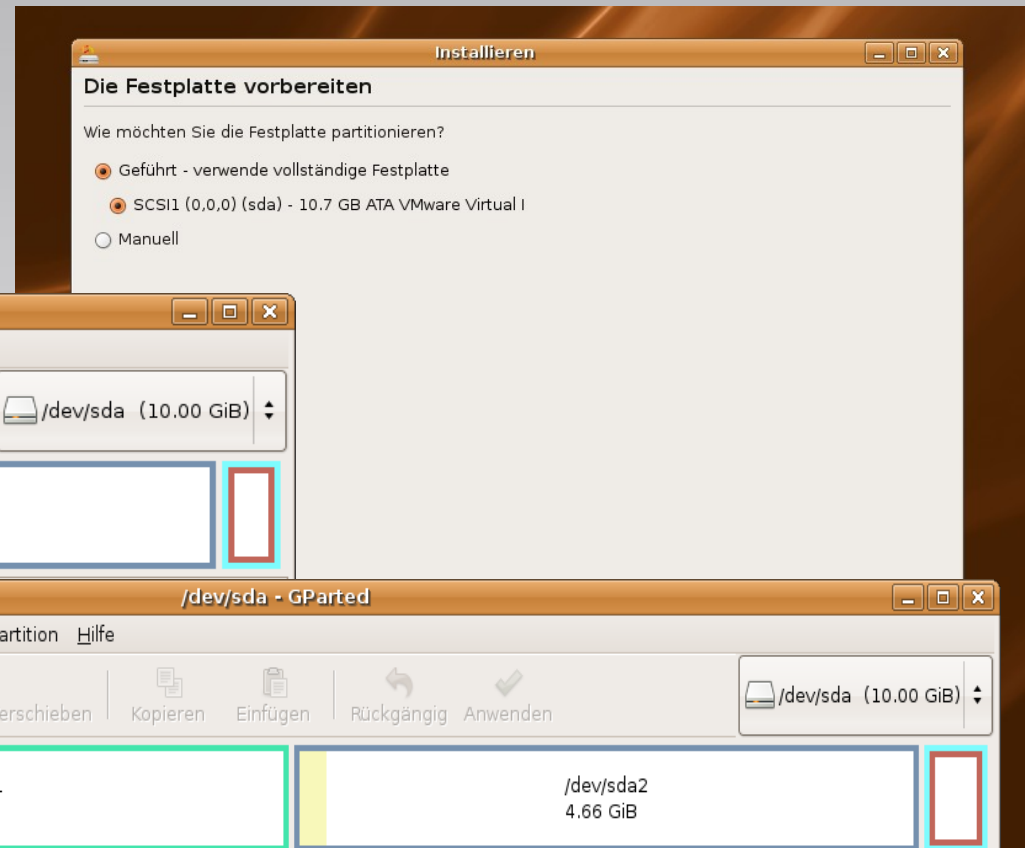 Installieren
Die Festplatte vorbereiten
Wie möchten Sie die Festplatte partitionieren?
Geführt - verwende vollständige Festplatte
SCSI1 (0,0,0) (sda) - 10.7 GB ATA VMware Virtual I
Manuell
/dev/sda (10.00 GiB)
/dev/sda - GParted
artition Hilfe
erschieben Kopieren Einfügen Rückgängig Anwenden
/dev/sda (10.00 GiB)
/dev/sda2
4.66 GiB